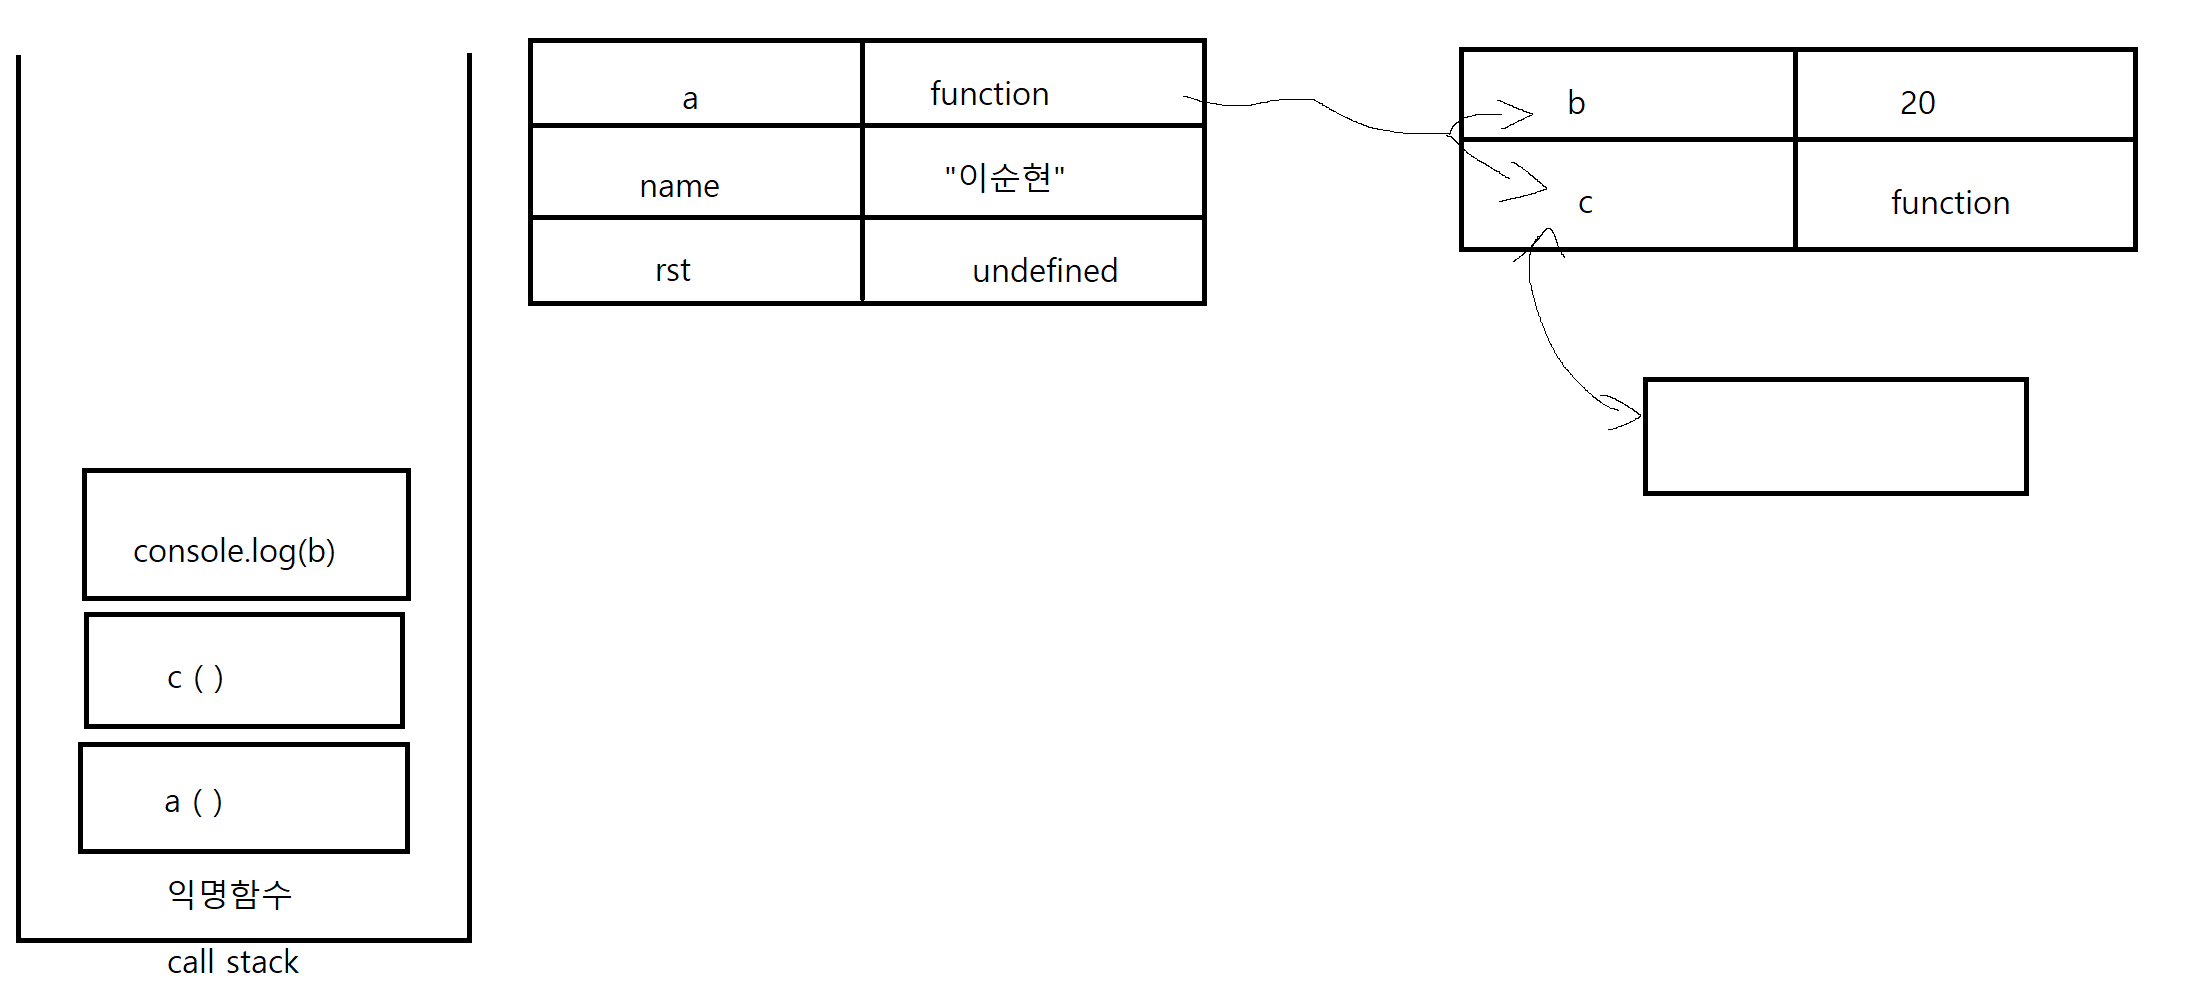 a function
name "이순현"
rst undefined
b 20
c function
console.log(b)
c ( )
a ( )
익명함수
call stack